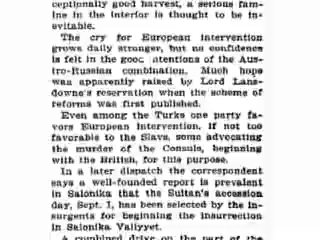 ceptionally good harvest, a serious fam-
ine in the interior is thought to be in-
evitable.
The cry for European intervention
grows daily stronger, but no confidence
is felt in the good intentions of the Aus-
tro-Russian combination. Much hope
was apparently raised by Lord Lans-
downe's reservation when the scheme of
reforms was first published.
Even among the Turks one party fa-
vors European intervention, if not too
favorable to the Slavs, some advocating
the murder of the Consuls, beginning
with the British, for this purpose.
In a later dispatch the correspondent
says a well-founded report is prevalent
in Salonika that the Sultan's accession
day, Sept. 1, has been selected by the in-
surgents for beginning the insurrection
in Salonika Valiyyet.
A combined drive on the part of the